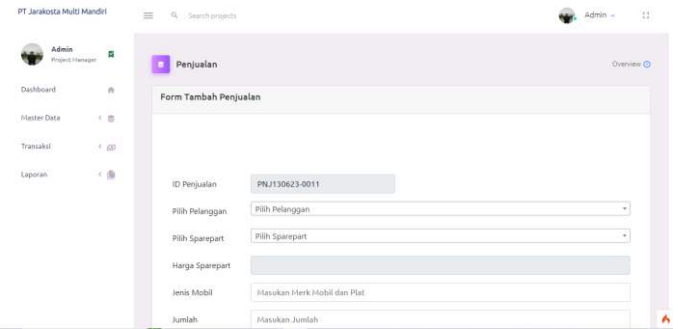 PT Jarakosta Multi Mandiri
Search projects
Admin
Admin
Project Manager
Dashboard
Master Data
Transaksi
Laporan
Penjualan
Overview
Form Tambah Penjualan
ID Penjualan PNJ130623-0011
Pilih Pelanggan Pilih Pelanggan
Pilih Sparepart Pilih Sparepart
Harga Sparepart
Jenis Mobil Masukan Merk Mobil dan Plat
Jumlah Masukan Jumlah